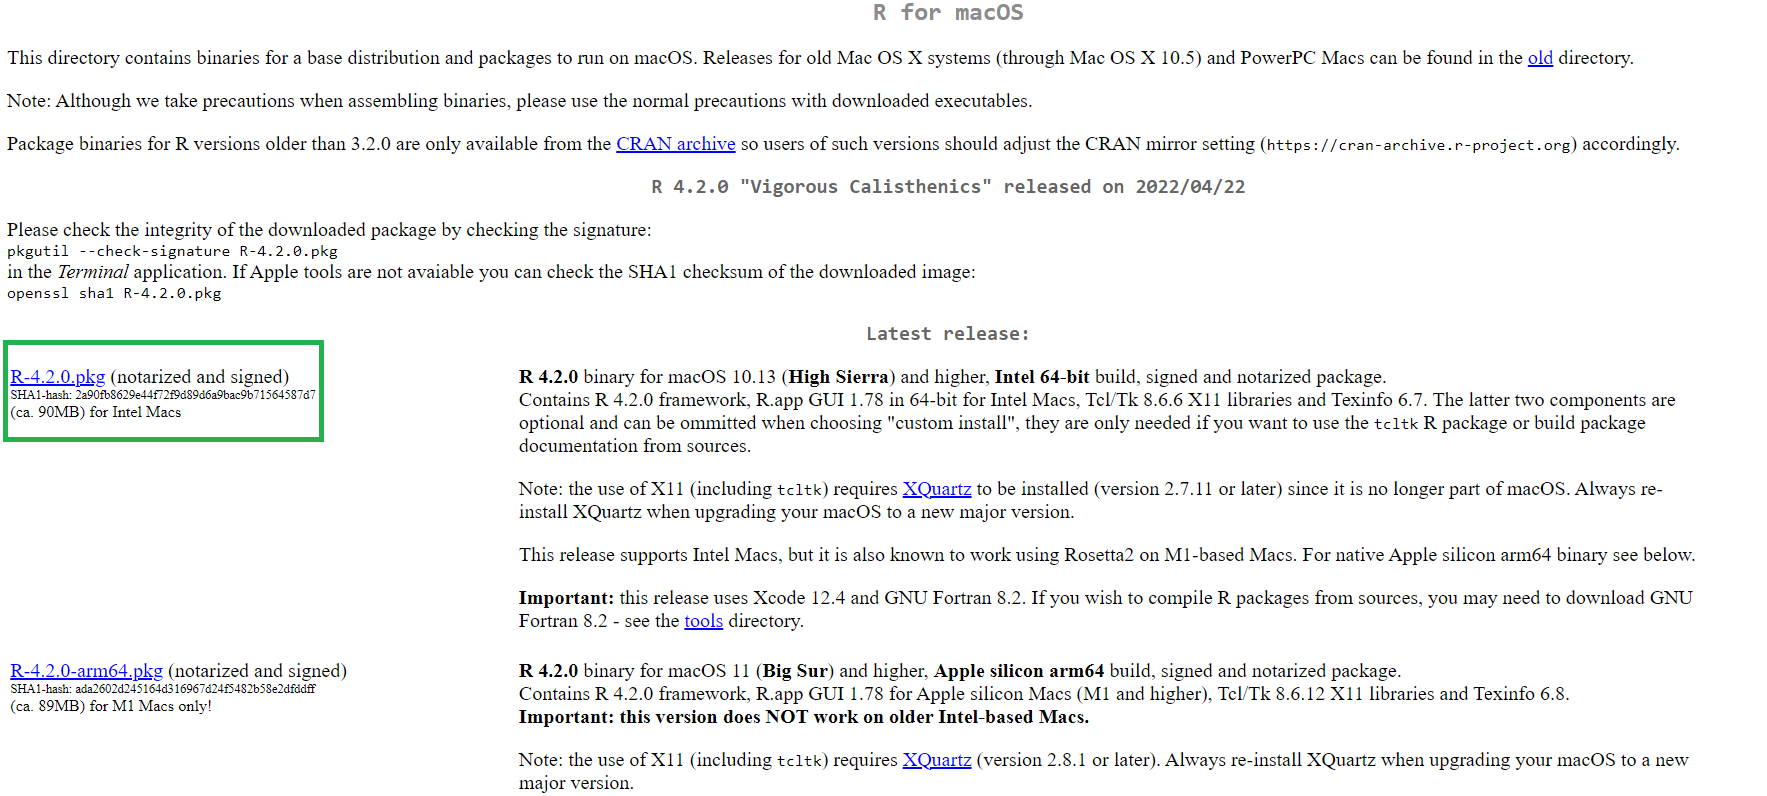 R for macOS
This directory contains binaries for a base distribution and packages to run on macOS. Releases for old Mac OS X systems (through Mac OS X 10.5) and PowerPC Macs can be found in the old directory.
Note: Although we take precautions when assembling binaries, please use the normal precautions with downloaded executables.
Package binaries for R versions older than 3.2.0 are only available from the CRAN archive so users of such versions should adjust the CRAN mirror setting (https://cran-archive.r-project.org) accordingly.
R 4.2.0 "Vigorous Calisthenics" released on 2022/04/22
Please check the integrity of the downloaded package by checking the signature:
pkgutil --check-signature R-4.2.0.pkg
in the Terminal application. If Apple tools are not avaiable you can check the SHA1 checksum of the downloaded image:
openssl sha1 R-4.2.0.pkg
Latest release:
R-4.2.0.pkg (notarized and signed)
SHA1-hash: 2a90fb8629e44f72f9d89d6a9bac9b71564587d7
(ca. 90MB) for Intel Macs
R 4.2.0 binary for macOS 10.13 (High Sierra) and higher, Intel 64-bit build, signed and notarized package.
Contains R 4.2.0 framework, R.app GUI 1.78 in 64-bit for Intel Macs, Tcl/Tk 8.6.6 X11 libraries and Texinfo 6.7. The latter two components are
optional and can be ommitted when choosing "custom install", they are only needed if you want to use the tcltk R package or build package
documentation from sources.
Note: the use of X11 (including tcltk) requires XQuartz to be installed (version 2.7.11 or later) since it is no longer part of macOS. Always re-
install XQuartz when upgrading your macOS to a new major version.
This release supports Intel Macs, but it is also known to work using Rosetta2 on M1-based Macs. For native Apple silicon arm64 binary see below.
Important: this release uses Xcode 12.4 and GNU Fortran 8.2. If you wish to compile R packages from sources, you may need to download GNU
Fortran 8.2 - see the tools directory.
R-4.2.0-arm64.pkg (notarized and signed)
SHA1-hash: ada2602d245164d316967d24f5482b58e2dfddff
(ca. 89MB) for M1 Macs only!
R 4.2.0 binary for macOS 11 (Big Sur) and higher, Apple silicon arm64 build, signed and notarized package.
Contains R 4.2.0 framework, R.app GUI 1.78 for Apple silicon Macs (M1 and higher), Tcl/Tk 8.6.12 X11 libraries and Texinfo 6.8.
Important: this version does NOT work on older Intel-based Macs.
Note: the use of X11 (including tcltk) requires XQuartz (version 2.8.1 or later). Always re-install XQuartz when upgrading your macOS to a new
major version.